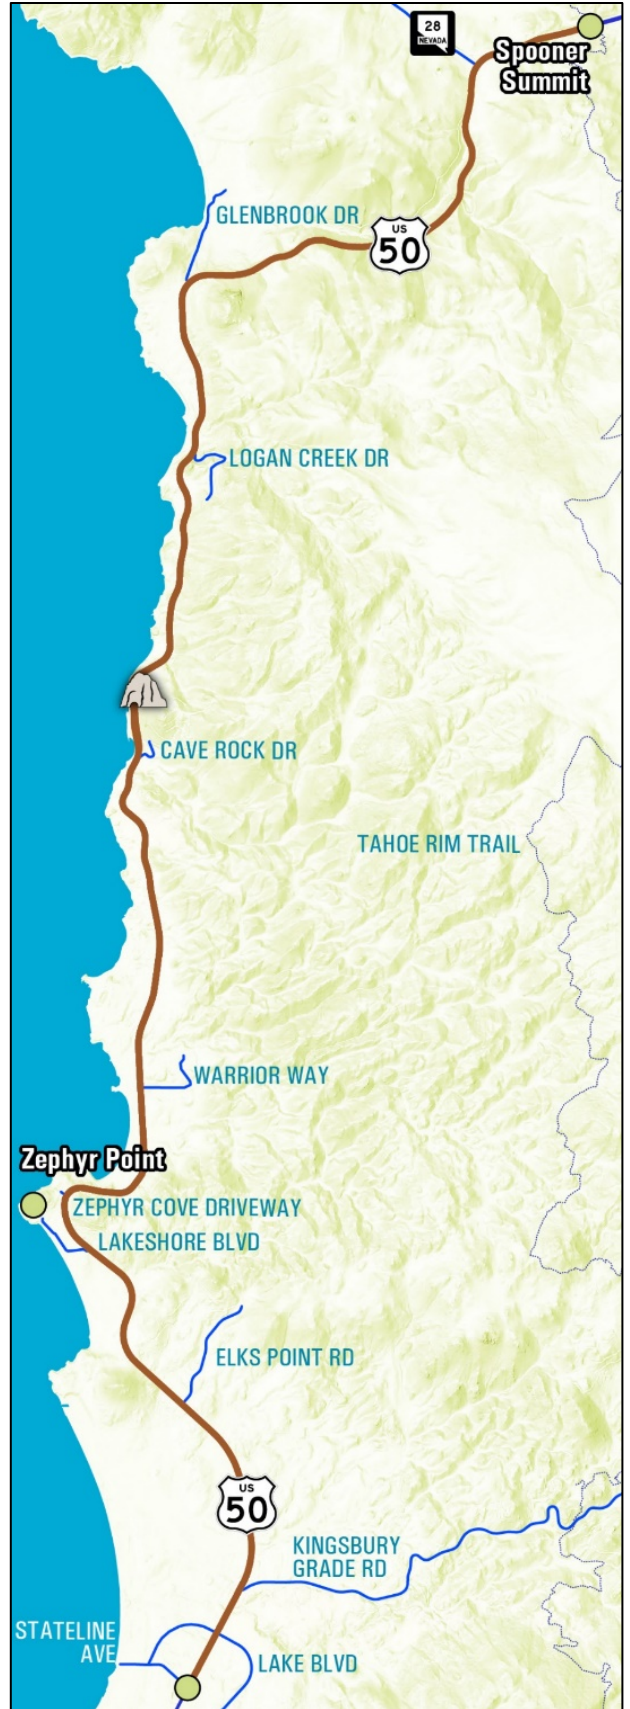 28
NEVADA
Spooner
Summit
GLENBROOK DR
US
50
LOGAN CREEK DR
CAVE ROCK DR
TAHOE RIM TRAIL
WARRIOR WAY
Zephyr Point
ZEPHYR COVE DRIVEWAY
LAKESHORE BLVD
ELKS POINT RD
US
50
KINGSBURY
GRADE RD
STATELINE
AVE
LAKE BLVD